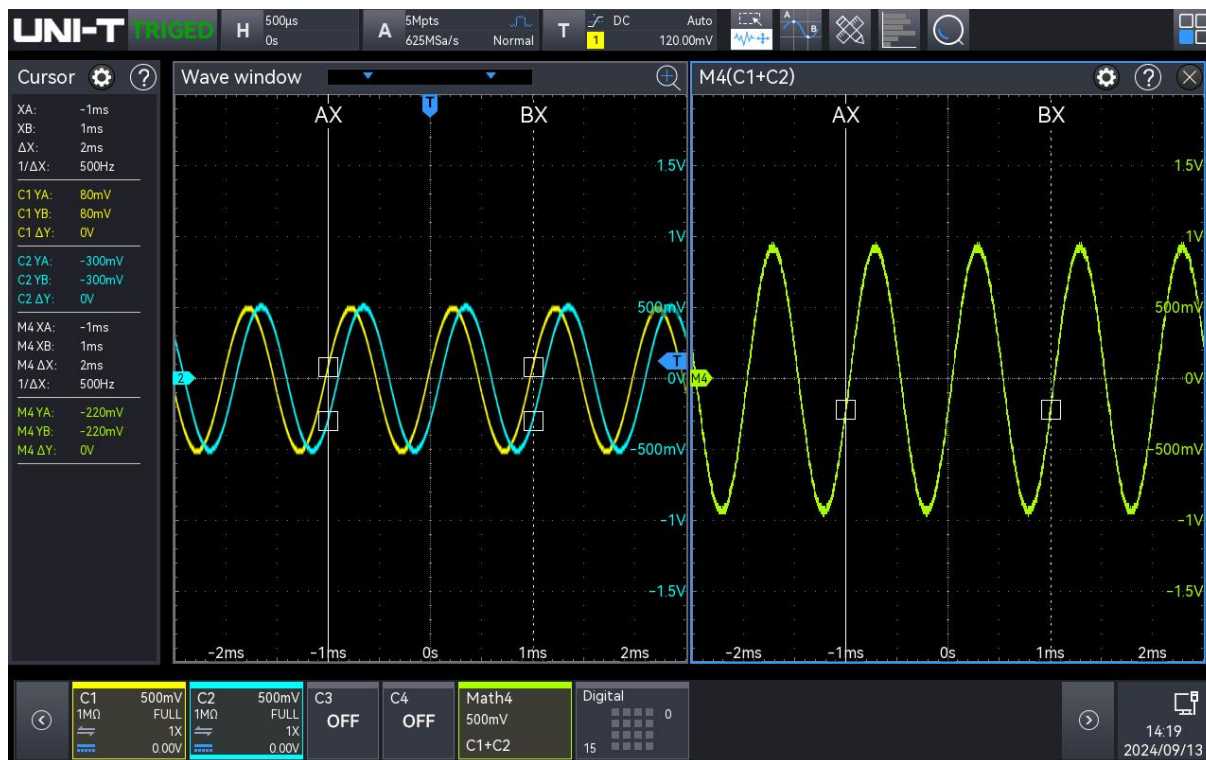 UNI-T TRIGED H 500µs 0s A 5Mpts 625MSa/s Normal T DC 1 Auto 120.00mV A B
Cursor ?
XA: -1ms
XB: 1ms
ΔX: 2ms
1/ΔX: 500Hz
C1 YA: 80mV
C1 YB: 80mV
C1 ΔY: 0V
C2 YA: -300mV
C2 YB: -300mV
C2 ΔY: 0V
M4 XA: -1ms
M4 XB: 1ms
M4 ΔX: 2ms
1/ΔX: 500Hz
M4 YA: -220mV
M4 YB: -220mV
M4 ΔY: 0V
Wave window
T
AX BX
1.5V
1V
500mV
T
2 0V
-500mV
-1V
-1.5V
-2ms -1ms 0s 1ms 2ms
M4(C1+C2) ?
AX BX
1.5V
1V
500mV
M4 0V
-500mV
-1V
-1.5V
-2ms -1ms 0s 1ms 2ms
C1 500mV
1MΩ FULL
1X
0.00V
C2 500mV
1MΩ FULL
1X
0.00V
C3
OFF
C4
OFF
Math4
500mV
C1+C2
Digital
0
15
14:19
2024/09/13